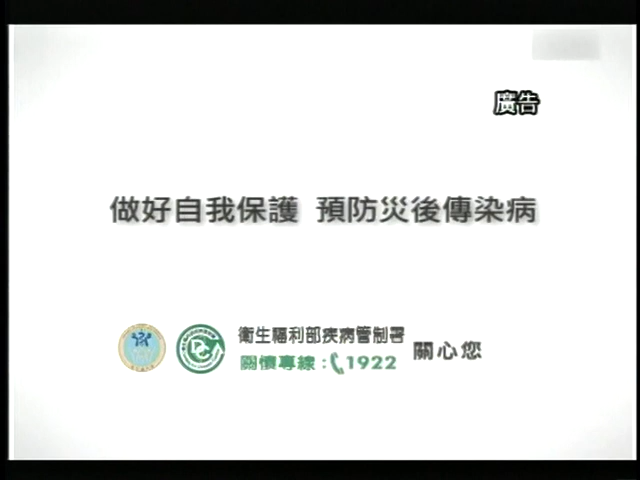 廣告
做好自我保護 預防災後傳染病
衛生福利部疾病管制署
關懷專線：1922
關心您